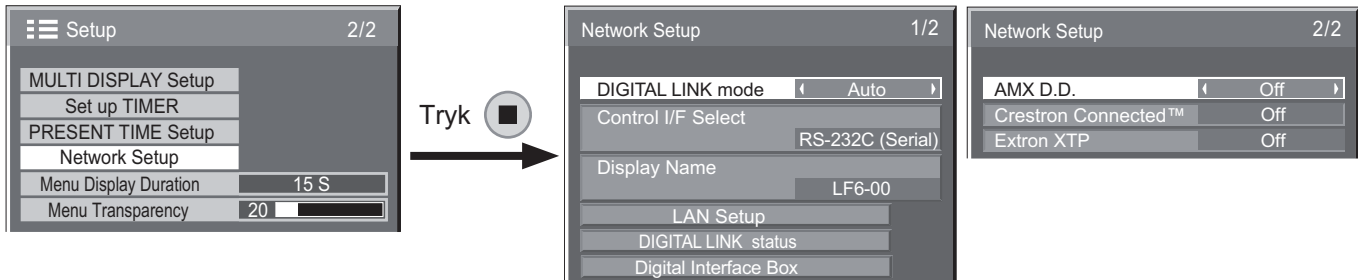 Setup 2/2
MULTI DISPLAY Setup
Set up TIMER
PRESENT TIME Setup
Network Setup
Menu Display Duration 15 S
Menu Transparency 20
Tryk
Network Setup 1/2
DIGITAL LINK mode Auto
Control I/F Select
RS-232C (Serial)
Display Name
LF6-00
LAN Setup
DIGITAL LINK status
Digital Interface Box
Network Setup 2/2
AMX D.D. Off
Crestron Connected™ Off
Extron XTP Off